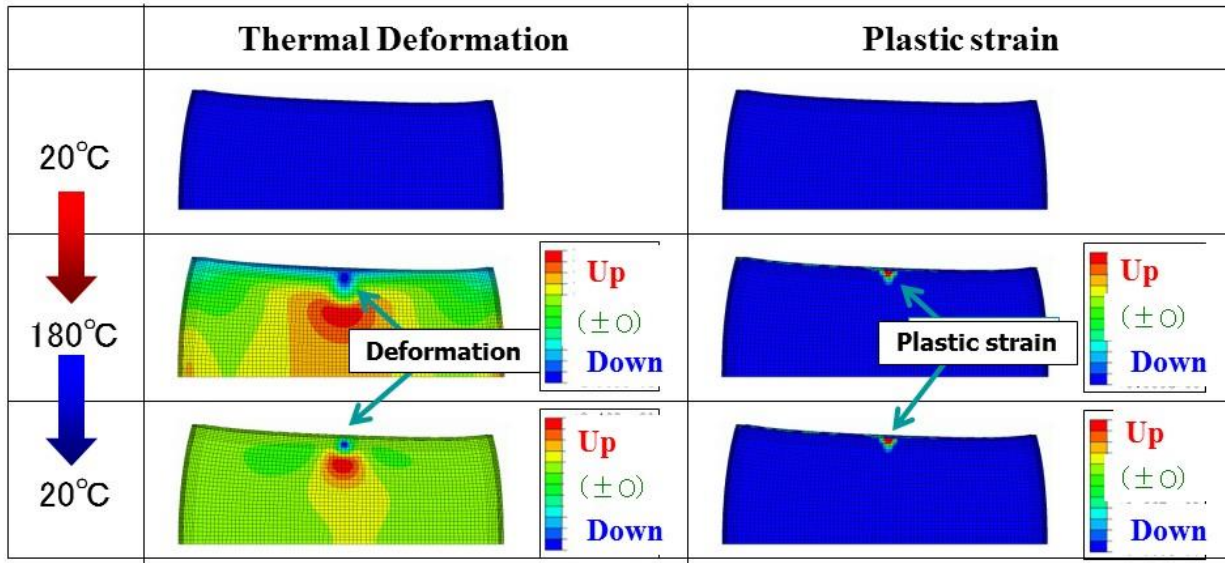 Thermal Deformation
Plastic strain
20℃
180℃
Up
(±0)
Down
Deformation
Up
(±0)
Down
Plastic strain
20℃
Up
(±0)
Down
Up
(±0)
Down